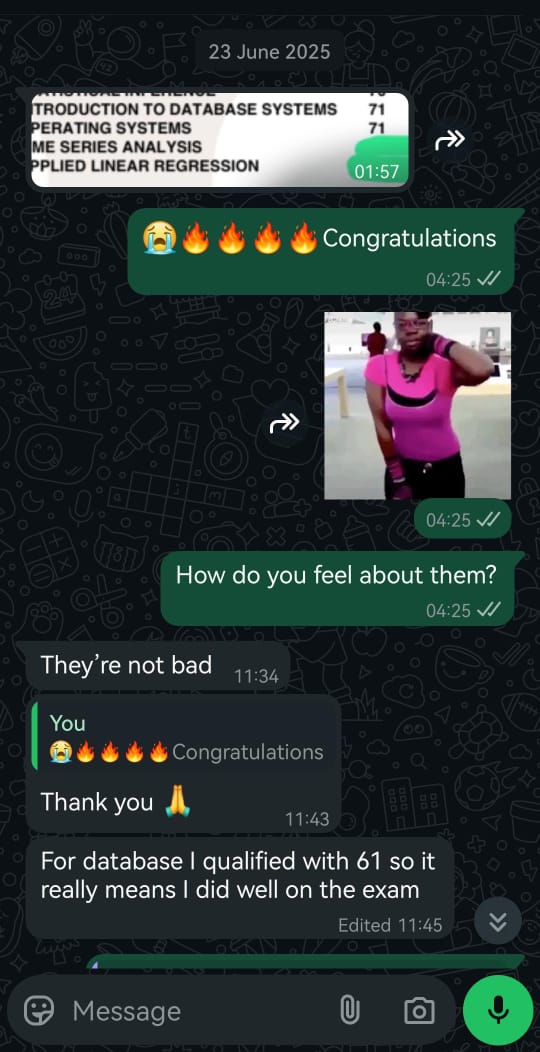 23 June 2025
TRODUCTION TO DATABASE SYSTEMS 71
PERATING SYSTEMS 71
ME SERIES ANALYSIS
PPLIED LINEAR REGRESSION
01:57
😭🔥🔥🔥🔥Congratulations
04:25
04:25
How do you feel about them?
04:25
They’re not bad
11:34
You
😭🔥🔥🔥🔥Congratulations
Thank you 🙏
11:43
For database I qualified with 61 so it
really means I did well on the exam
Edited 11:45
Message